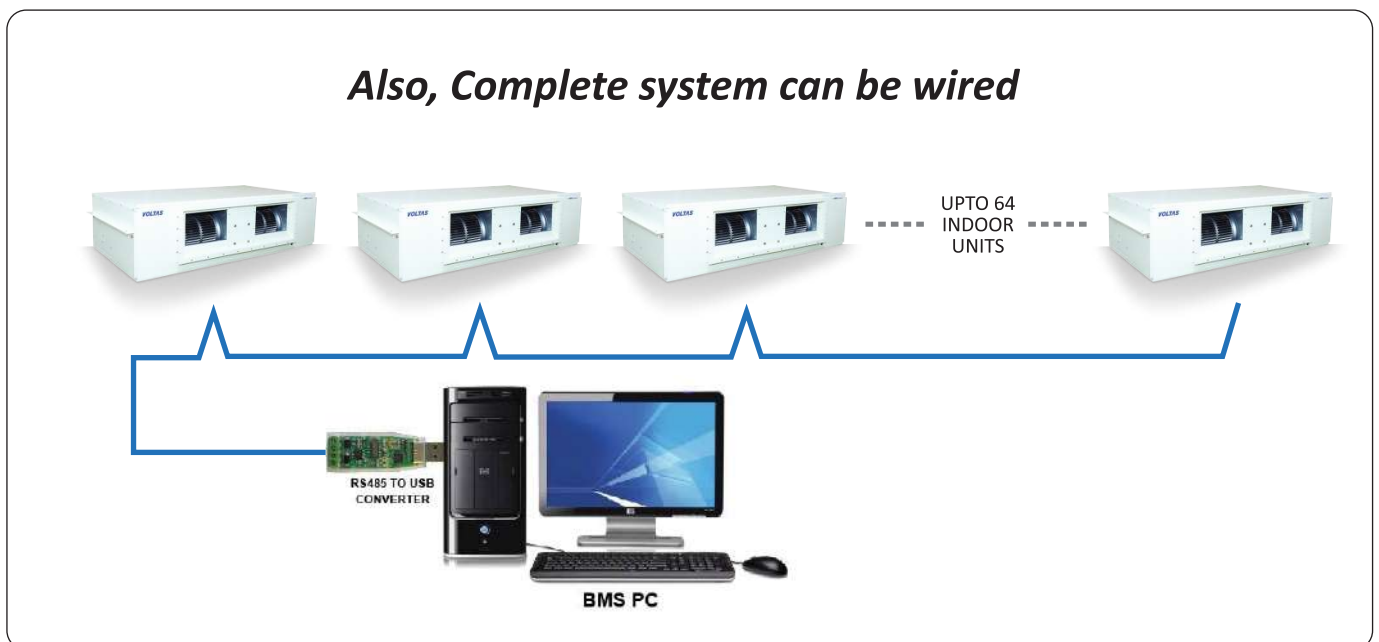 Also, Complete system can be wired
VOLTAS
VOLTAS
VOLTAS
UPTO 64
INDOOR
UNITS
VOLTAS
RS485 TO USB
CONVERTER
BMS PC